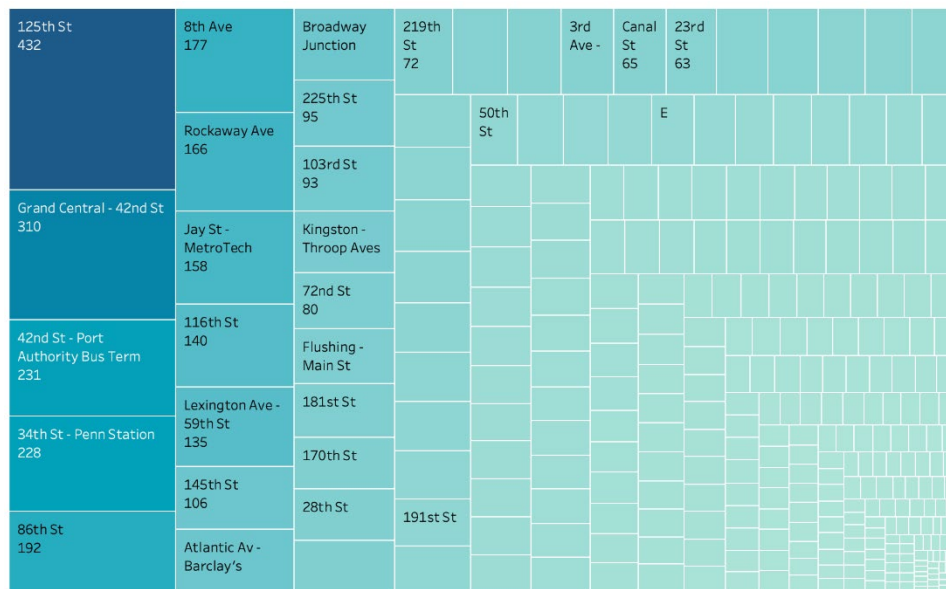 125th St
432
Grand Central - 42nd St
310
42nd St - Port
Authority Bus Term
231
34th St - Penn Station
228
86th St
192
8th Ave
177
Rockaway Ave
166
Jay St -
MetroTech
158
116th St
140
Lexington Ave -
59th St
135
145th St
106
Atlantic Av -
Barclay's
Broadway
Junction
225th St
95
103rd St
93
Kingston -
Throop Aves
72nd St
80
Flushing -
Main St
181st St
170th St
28th St
219th
St
72
191st St
50th
St
3rd
Ave -
Canal
St
65
23rd
St
63
E